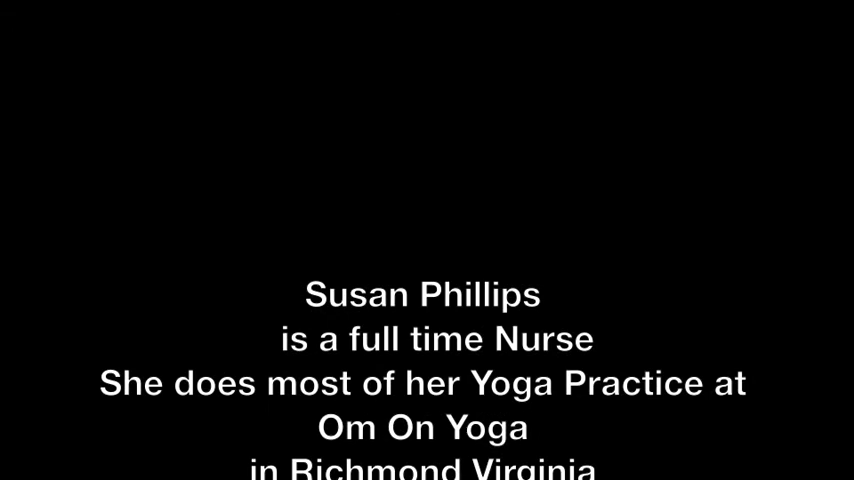 Susan Phillips
is a full time Nurse
She does most of her Yoga Practice at
Om On Yoga
in Richmond Virginia